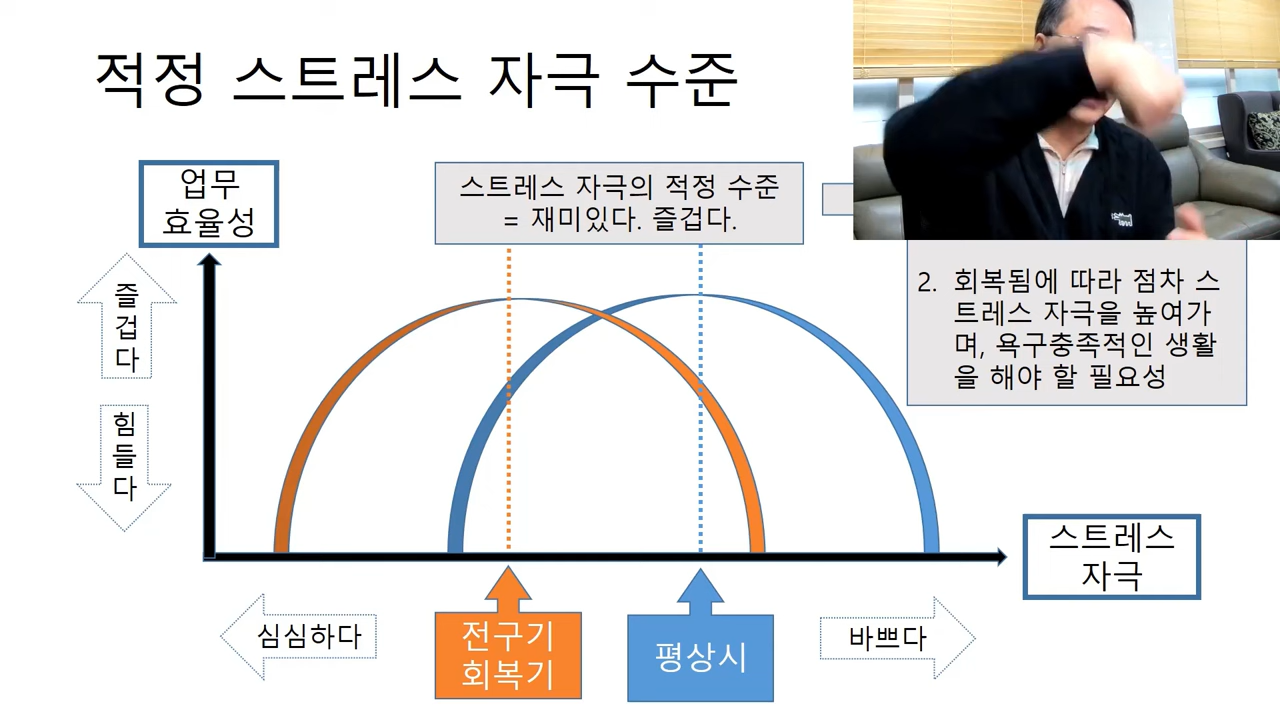 적정 스트레스 자극 수준
업무
효율성
스트레스 자극의 적정 수준
= 재미있다. 즐겁다.
2. 회복됨에 따라 점차 스
트레스 자극을 높여가
며, 욕구충족적인 생활
을 해야 할 필요성
즐
겁
다
힘
들
다
스트레스
자극
심심하다
전구기
회복기
평상시
바쁘다